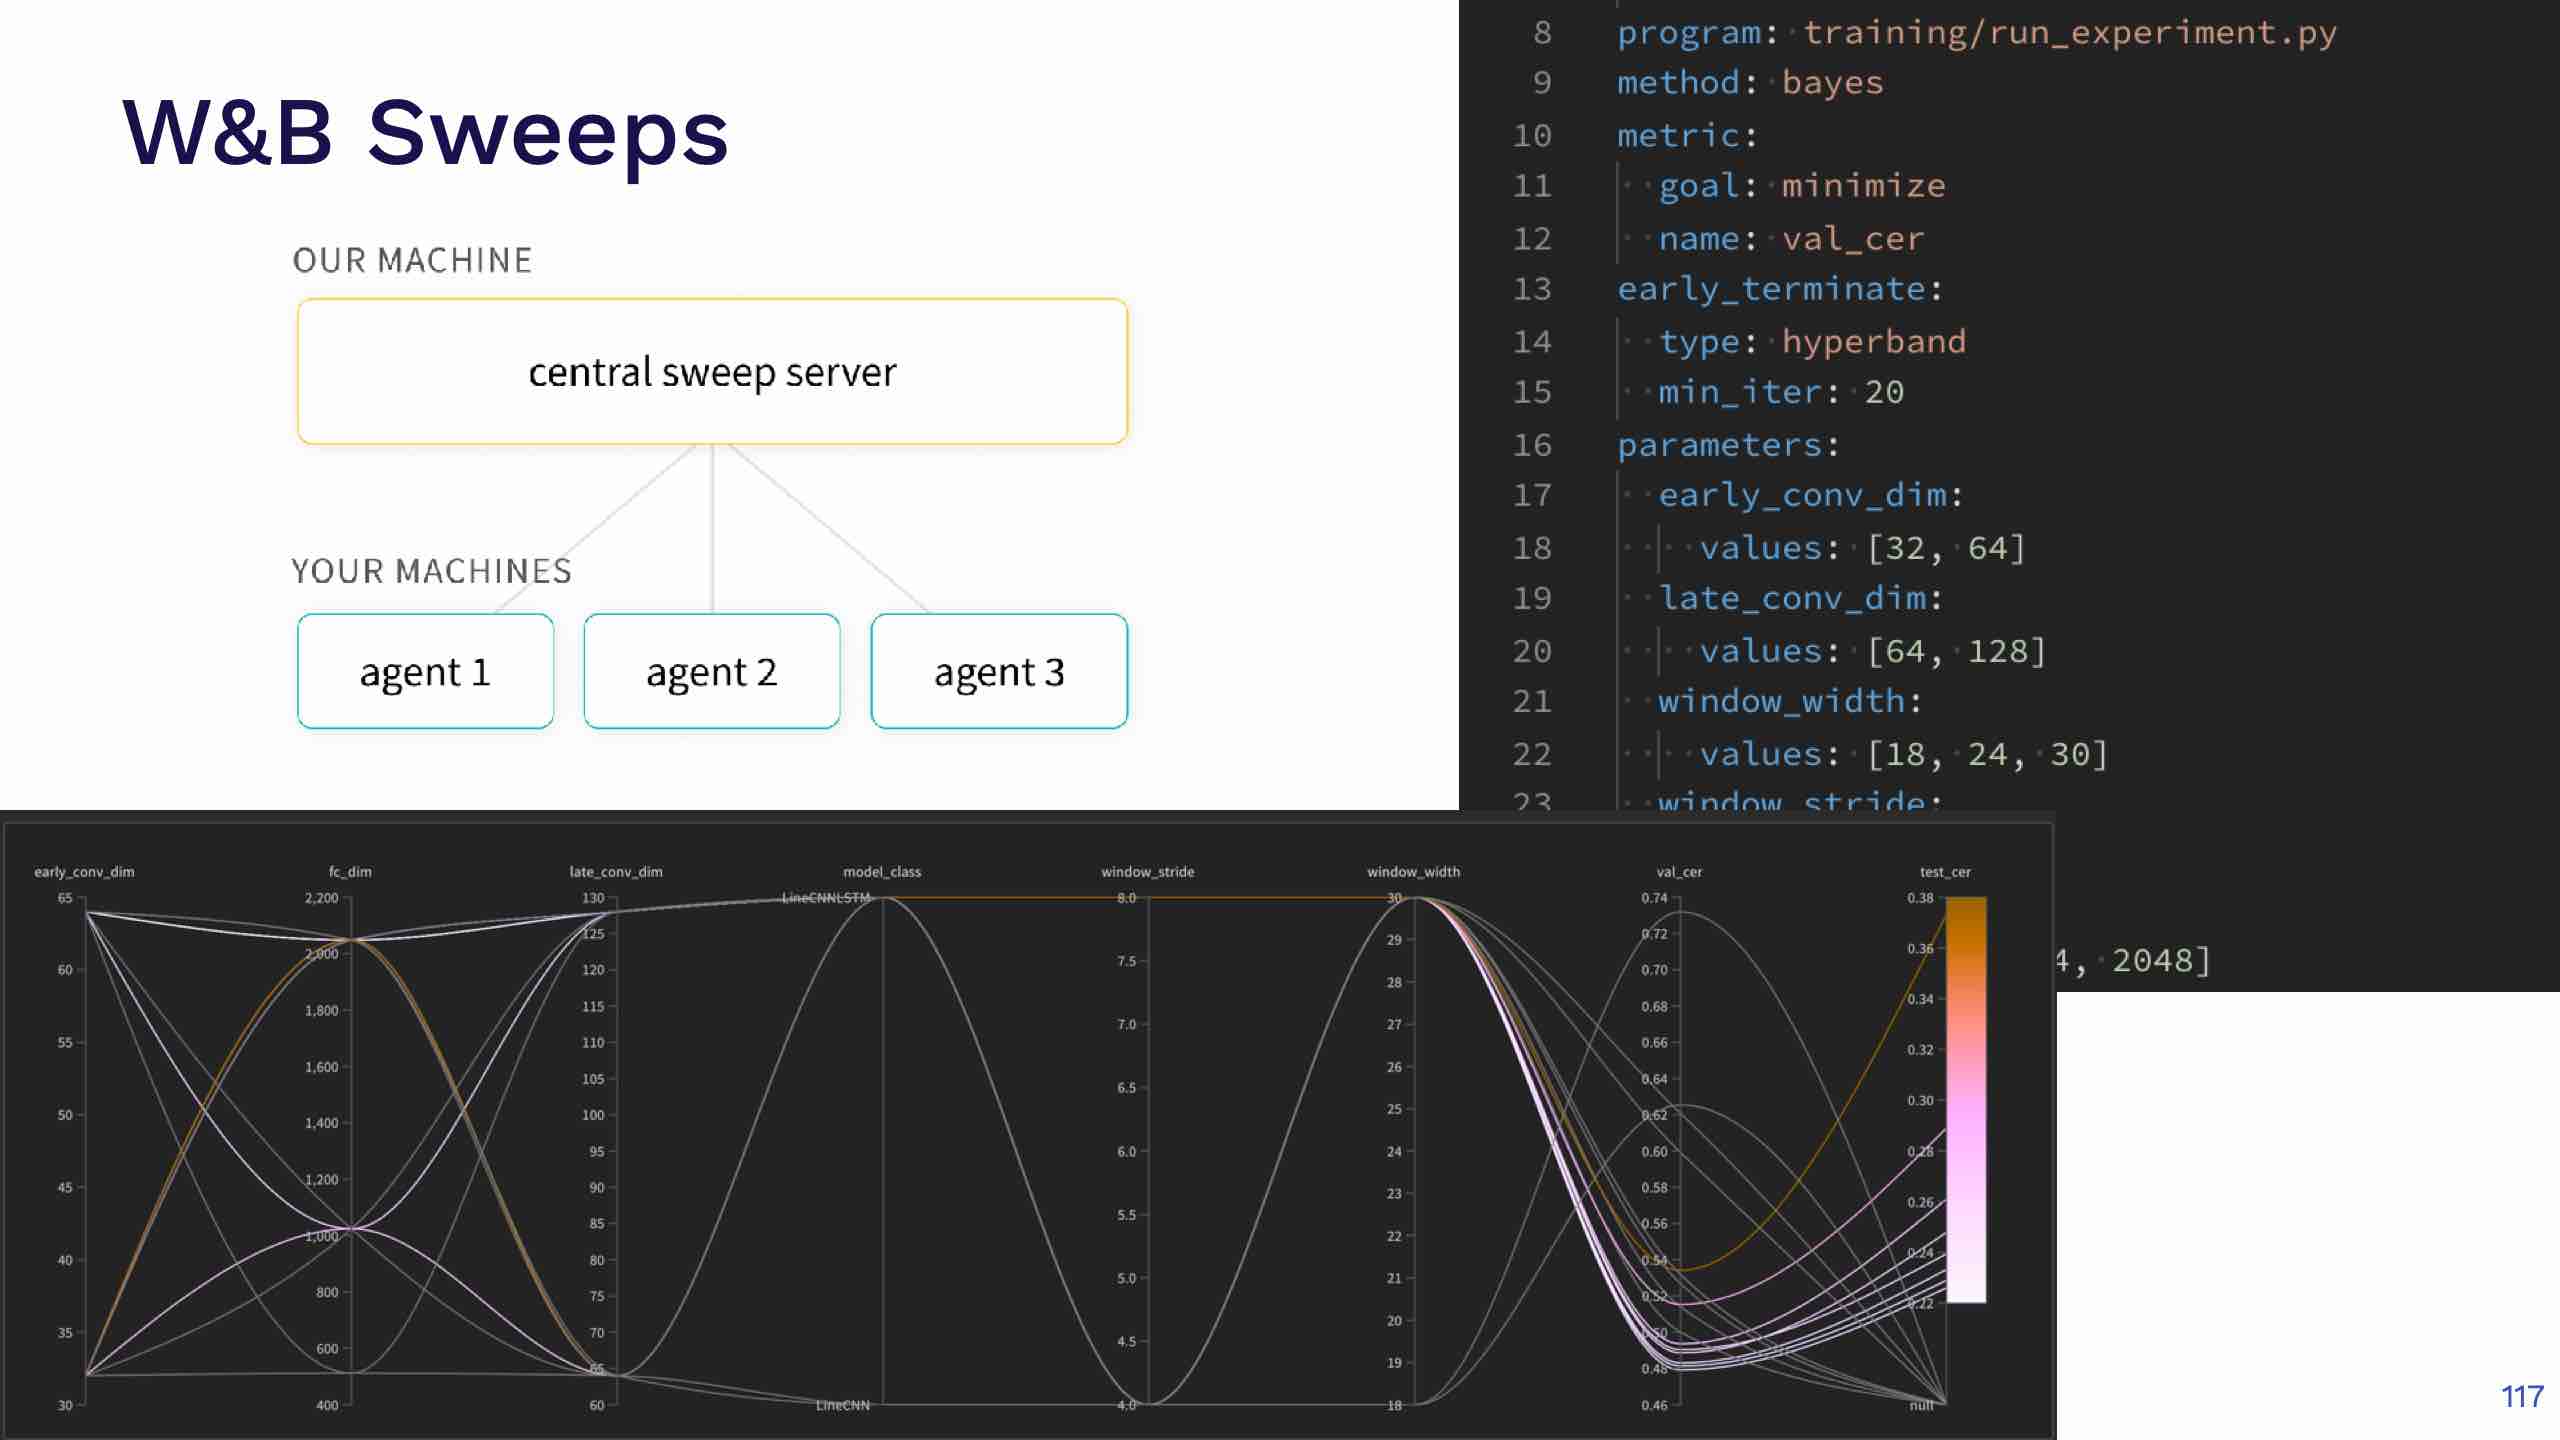 W&B Sweeps
OUR MACHINE
central sweep server
YOUR MACHINES
agent 1
agent 2
agent 3
8 program: training/run_experiment.py
9 method: bayes
10 metric:
11 goal: minimize
12 name: val_cer
13 early_terminate:
14 type: hyperband
15 min_iter: 20
16 parameters:
17 early_conv_dim:
18 values: [32, 64]
19 late_conv_dim:
20 values: [64, 128]
21 window_width:
22 values: [18, 24, 30]
23 window_stride:
4, 2048]
early_conv_dim
65
60
55
50
45
40
35
30
fc_dim
2,200
2,000
1,800
1,600
1,400
1,200
1,000
800
600
400
late_conv_dim
130
125
120
115
110
105
100
95
90
85
80
75
70
65
60
model_class
LineCNNLSTM
LineCNN
window_stride
8.0
7.5
7.0
6.5
6.0
5.5
5.0
4.5
4.0
window_width
30
29
28
27
26
25
24
23
22
21
20
19
18
val_cer
0.74
0.72
0.70
0.68
0.66
0.64
0.62
0.60
0.58
0.56
0.54
0.52
0.50
0.48
0.46
test_cer
0.38
0.36
0.34
0.32
0.30
0.28
0.26
0.24
0.22
null
117